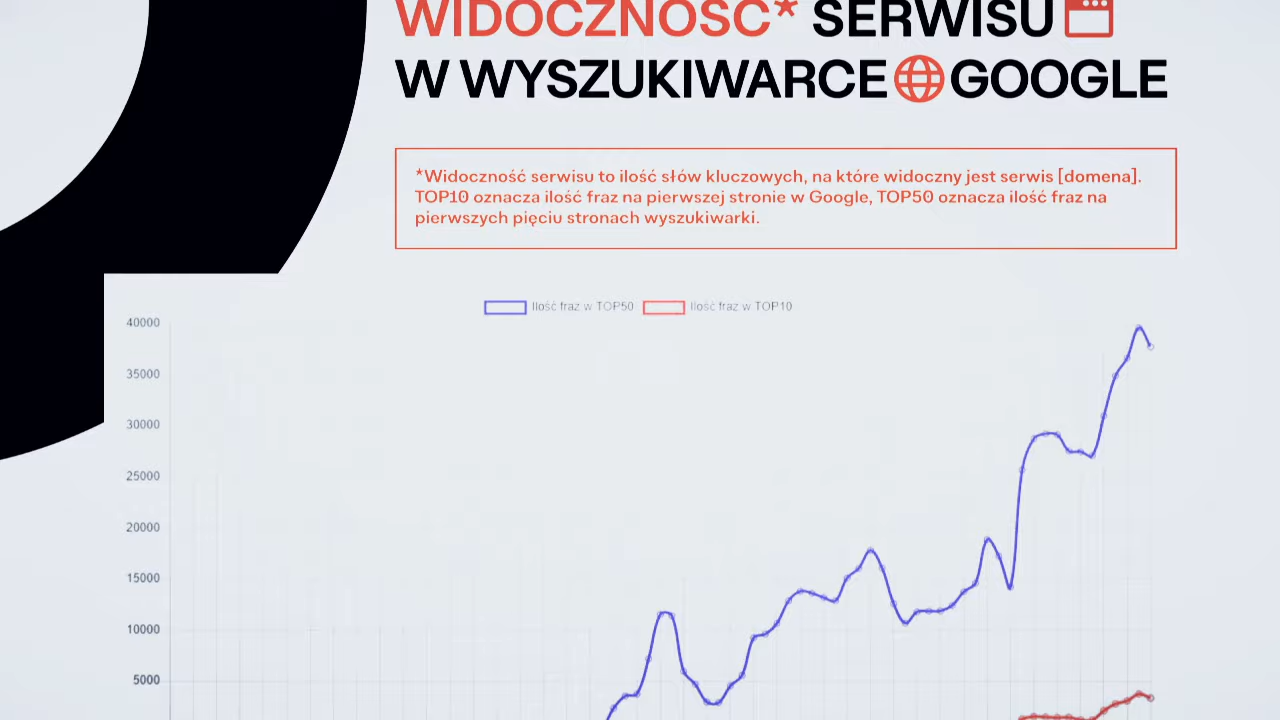 WIDOCZNOŚĆ* SERWISU
W WYSZUKIWARCE GOOGLE
*Widoczność serwisu to ilość słów kluczowych, na które widoczny jest serwis [domena].
TOP10 oznacza ilość fraz na pierwszej stronie w Google, TOP50 oznacza ilość fraz na
pierwszych pięciu stronach wyszukiwarki.
Ilość fraz w TOP50 Ilość fraz w TOP10
40000
35000
30000
25000
20000
15000
10000
5000